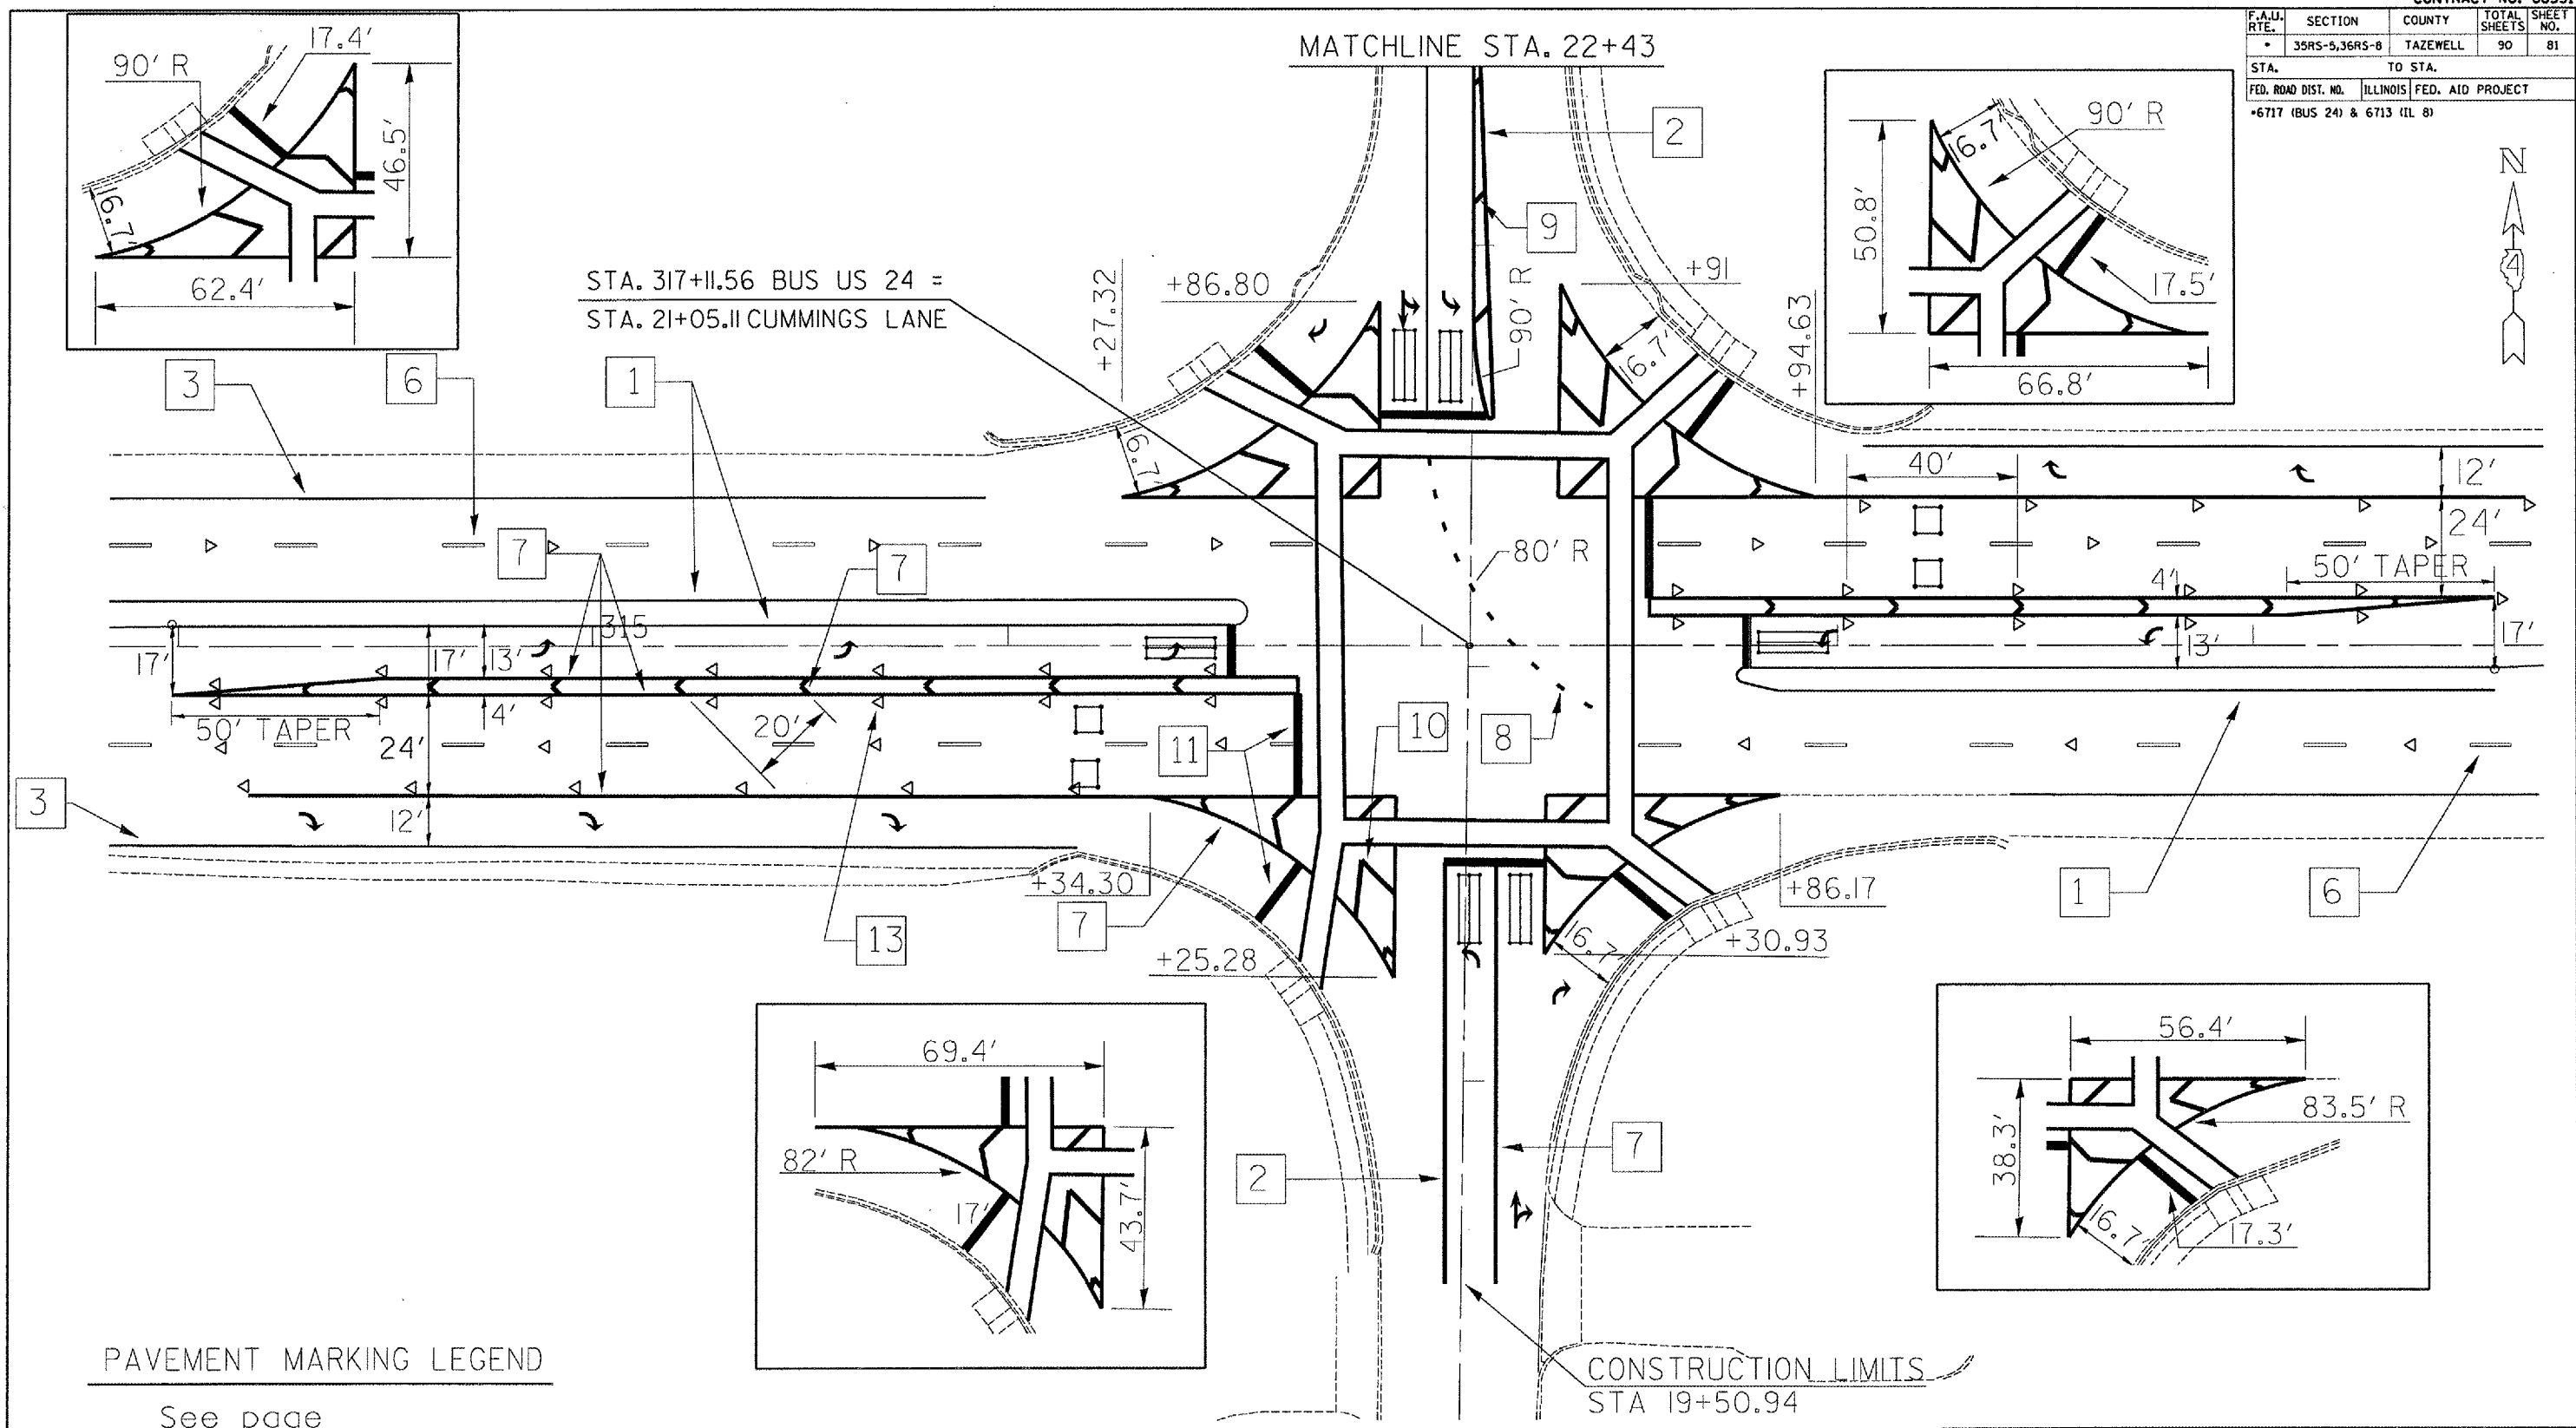 F.A.U. RTE.
SECTION
COUNTY
TOTAL SHEETS
SHEET NO.
*
35RS-5,36RS-8
TAZEWELL
90
81
STA.
TO STA.
FED. ROAD DIST. NO.
ILLINOIS
FED. AID PROJECT
*6717 (BUS 24) & 6713 (IL 8)
N
4
MATCHLINE STA. 22+43
90' R
17.4'
46.5'
16.7'
62.4'
16.7'
90' R
50.8'
17.5'
66.8'
STA. 317+11.56 BUS US 24 =
STA. 21+05.11 CUMMINGS LANE
2
9
+27.32
+86.80
90' R
+91
16.7'
+94.63
3
6
1
16.7'
40'
12'
24'
7
7
80' R
4'
50' TAPER
315
17'
17'
13'
13'
17'
50' TAPER
4'
24'
20'
11
10
8
3
12'
+34.30
7
13
+25.28
16.7'
+30.93
+86.17
1
6
69.4'
82' R
17'
43.7'
2
7
56.4'
83.5' R
38.3'
16.7'
17.3'
PAVEMENT MARKING LEGEND
See page
CONSTRUCTION LIMITS
STA 19+50.94